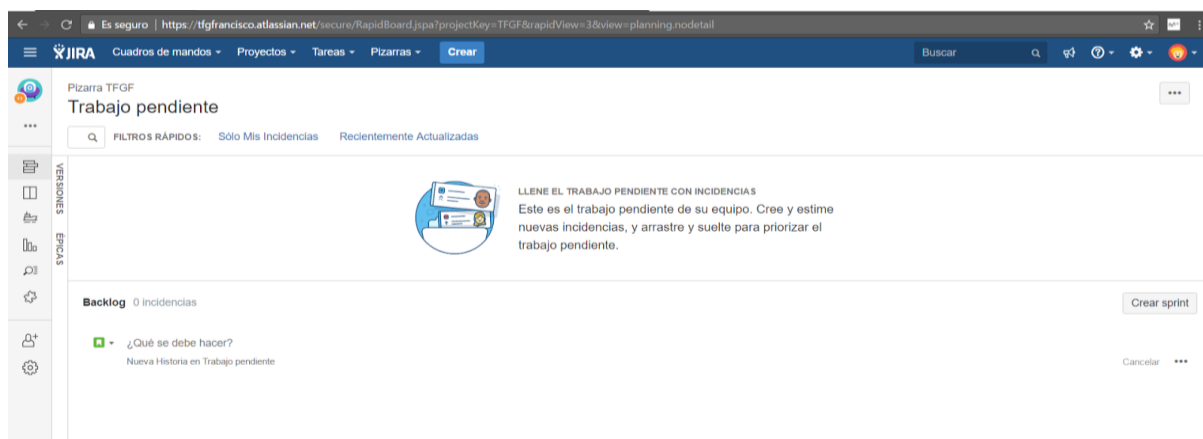 Es seguro | https://tfgfrancisco.atlassian.net/secure/RapidBoard.jspa?projectKey=TFGF&rapidView=3&view=planning.nodetail
JIRA Cuadros de mandos Proyectos Tareas Pizarras Crear Buscar
Pizarra TFGF
Trabajo pendiente
FILTROS RÁPIDOS: Sólo Mis Incidencias Recientemente Actualizadas
VERSIONES
ÉPICAS
LLENE EL TRABAJO PENDIENTE CON INCIDENCIAS
Este es el trabajo pendiente de su equipo. Cree y estime
nuevas incidencias, y arrastre y suelte para priorizar el
trabajo pendiente.
Backlog 0 incidencias Crear sprint
¿Qué se debe hacer?
Nueva Historia en Trabajo pendiente Cancelar